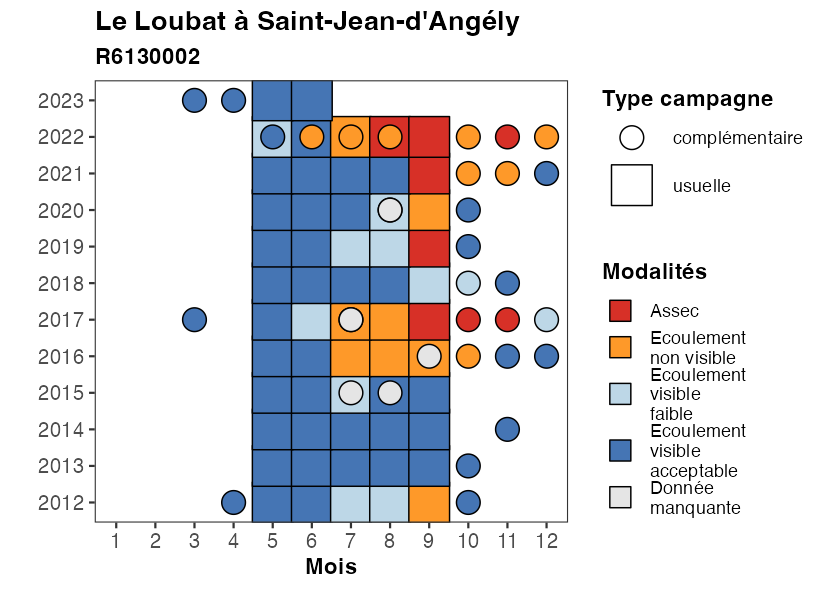 Le Loubat à Saint-Jean-d'Angély
R6130002
2023
2022
2021
2020
2019
2018
2017
2016
2015
2014
2013
2012
1 2 3 4 5 6 7 8 9 10 11 12
Mois
Type campagne
complémentaire
usuelle
Modalités
Assec
Ecoulement
non visible
Ecoulement
visible
faible
Ecoulement
visible
acceptable
Donnée
manquante